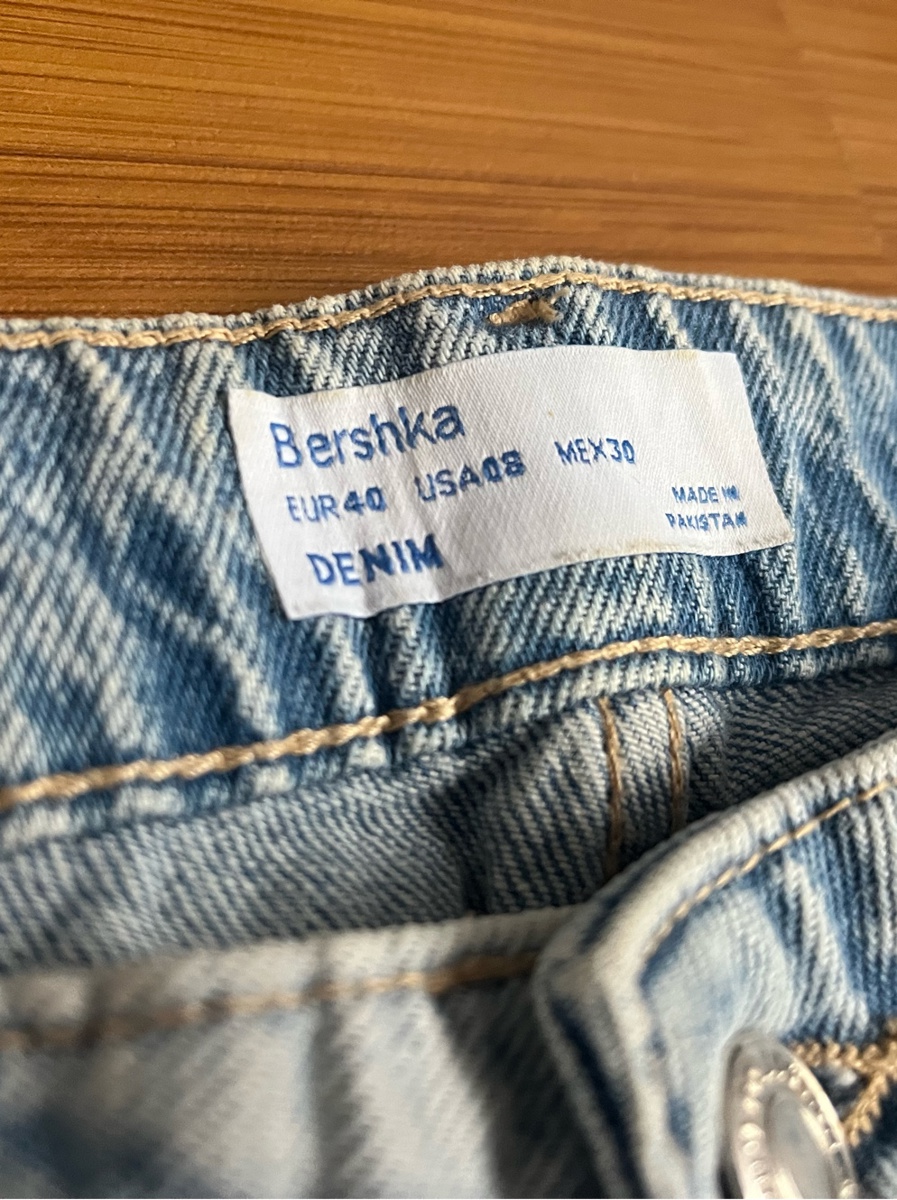 Bershka
EUR40 USA08 MEX30
MADE IN
PAKISTAN
DENIM